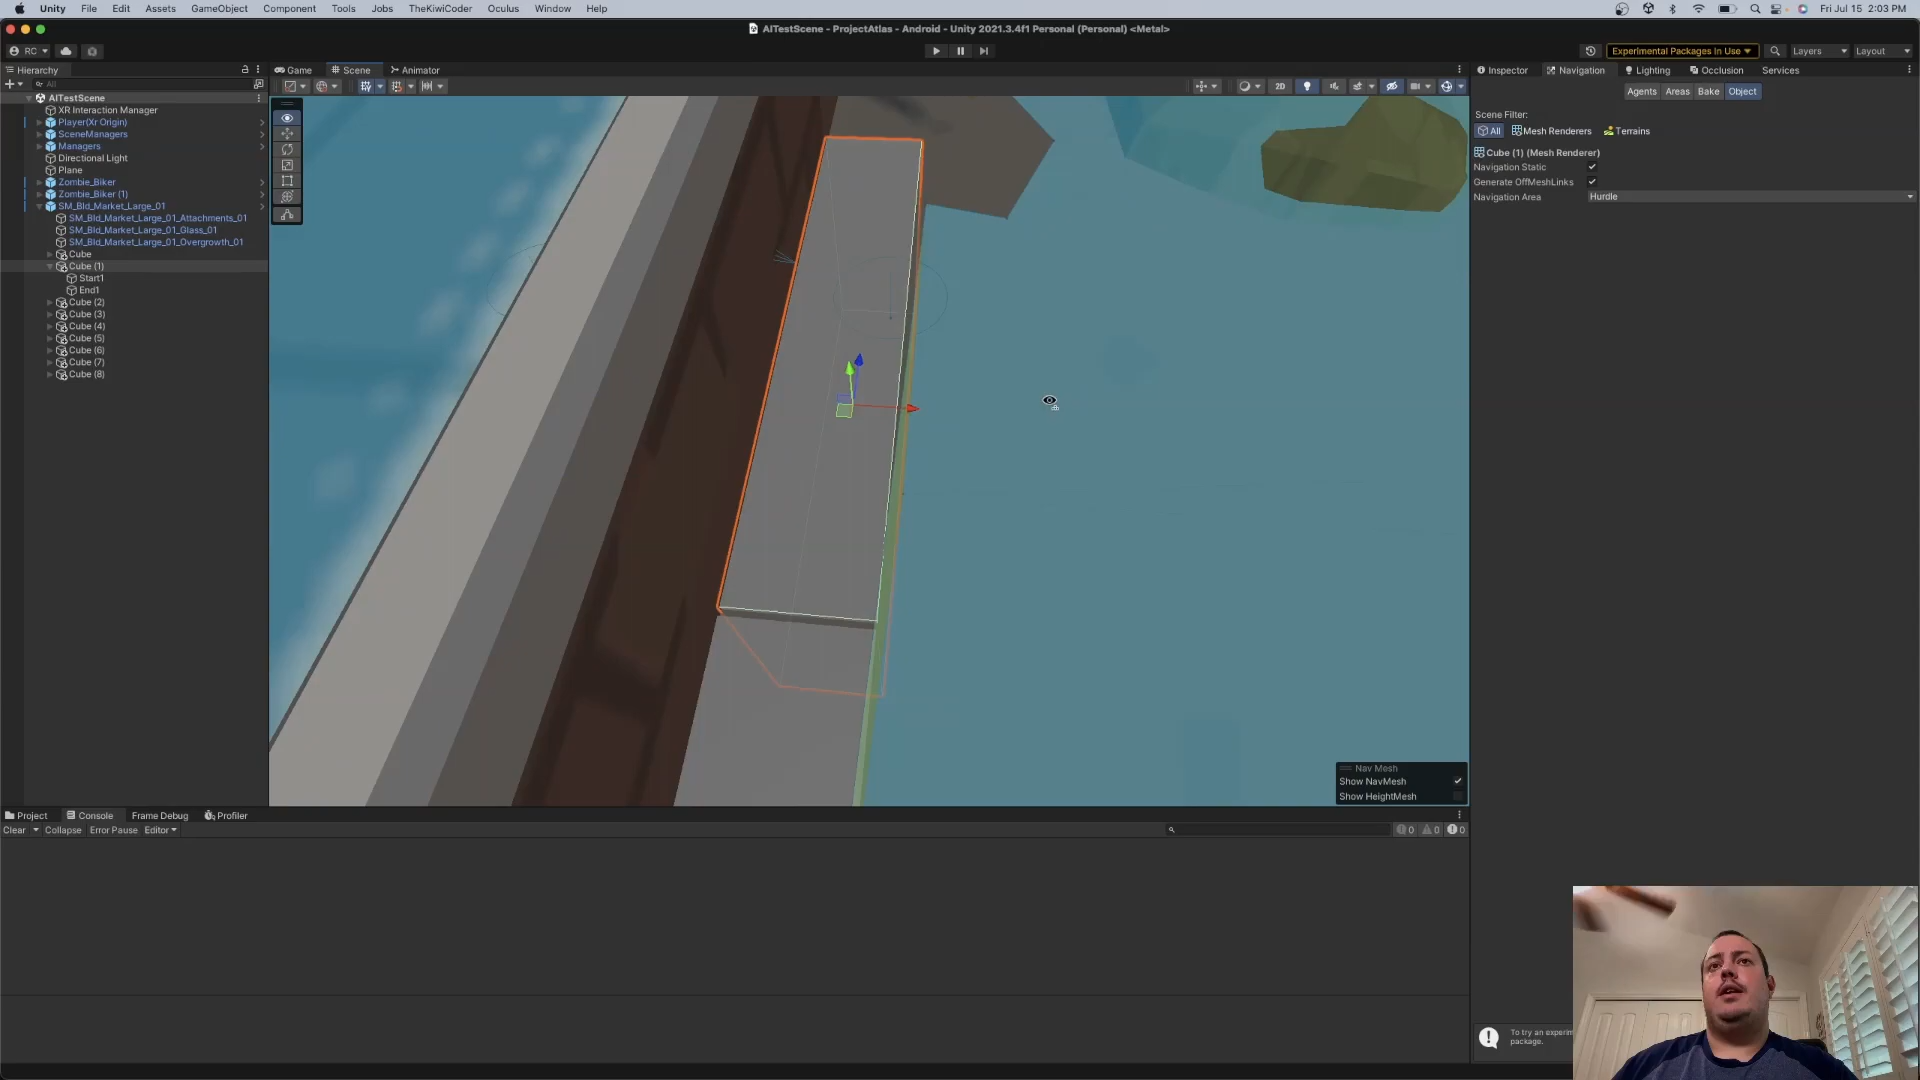 Unity File Edit Assets GameObject Component Tools Jobs TheKiwiCoder Oculus Window Help Fri Jul 15 2:03 PM
AITestScene - ProjectAtlas - Android - Unity 2021.3.4f1 Personal (Personal) <Metal>
RC Experimental Packages In Use Layers Layout
Hierarchy Game Scene Animator Inspector Navigation Lighting Occlusion Services
All 2D Agents Areas Bake Object
AITestScene
XR Interaction Manager
Player(Xr Origin)
SceneManagers
Managers
Directional Light
Plane
Zombie_Biker
Zombie_Biker (1)
SM_Bld_Market_Large_01
SM_Bld_Market_Large_01_Attachments_01
SM_Bld_Market_Large_01_Glass_01
SM_Bld_Market_Large_01_Overgrowth_01
Cube
Cube (1)
Start1
End1
Cube (2)
Cube (3)
Cube (4)
Cube (5)
Cube (6)
Cube (7)
Cube (8)
Scene Filter:
All Mesh Renderers Terrains
Cube (1) (Mesh Renderer)
Navigation Static
Generate OffMeshLinks
Navigation Area Hurdle
Nav Mesh
Show NavMesh
Show HeightMesh
Project Console Frame Debug Profiler
Clear Collapse Error Pause Editor 0 0 0
To try an experim
package.